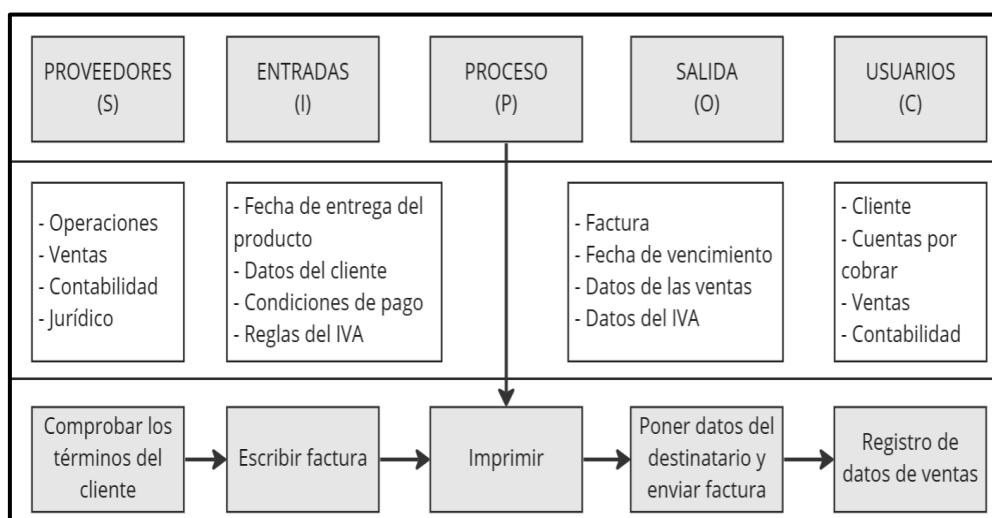 PROVEEDORES
(S)
ENTRADAS
(I)
PROCESO
(P)
SALIDA
(O)
USUARIOS
(C)
- Operaciones
- Ventas
- Contabilidad
- Jurídico
- Fecha de entrega del
producto
- Datos del cliente
- Condiciones de pago
- Reglas del IVA
- Factura
- Fecha de vencimiento
- Datos de las ventas
- Datos del IVA
- Cliente
- Cuentas por
cobrar
- Ventas
- Contabilidad
Comprobar los
términos del
cliente
Escribir factura
Imprimir
Poner datos del
destinatario y
enviar factura
Registro de
datos de ventas